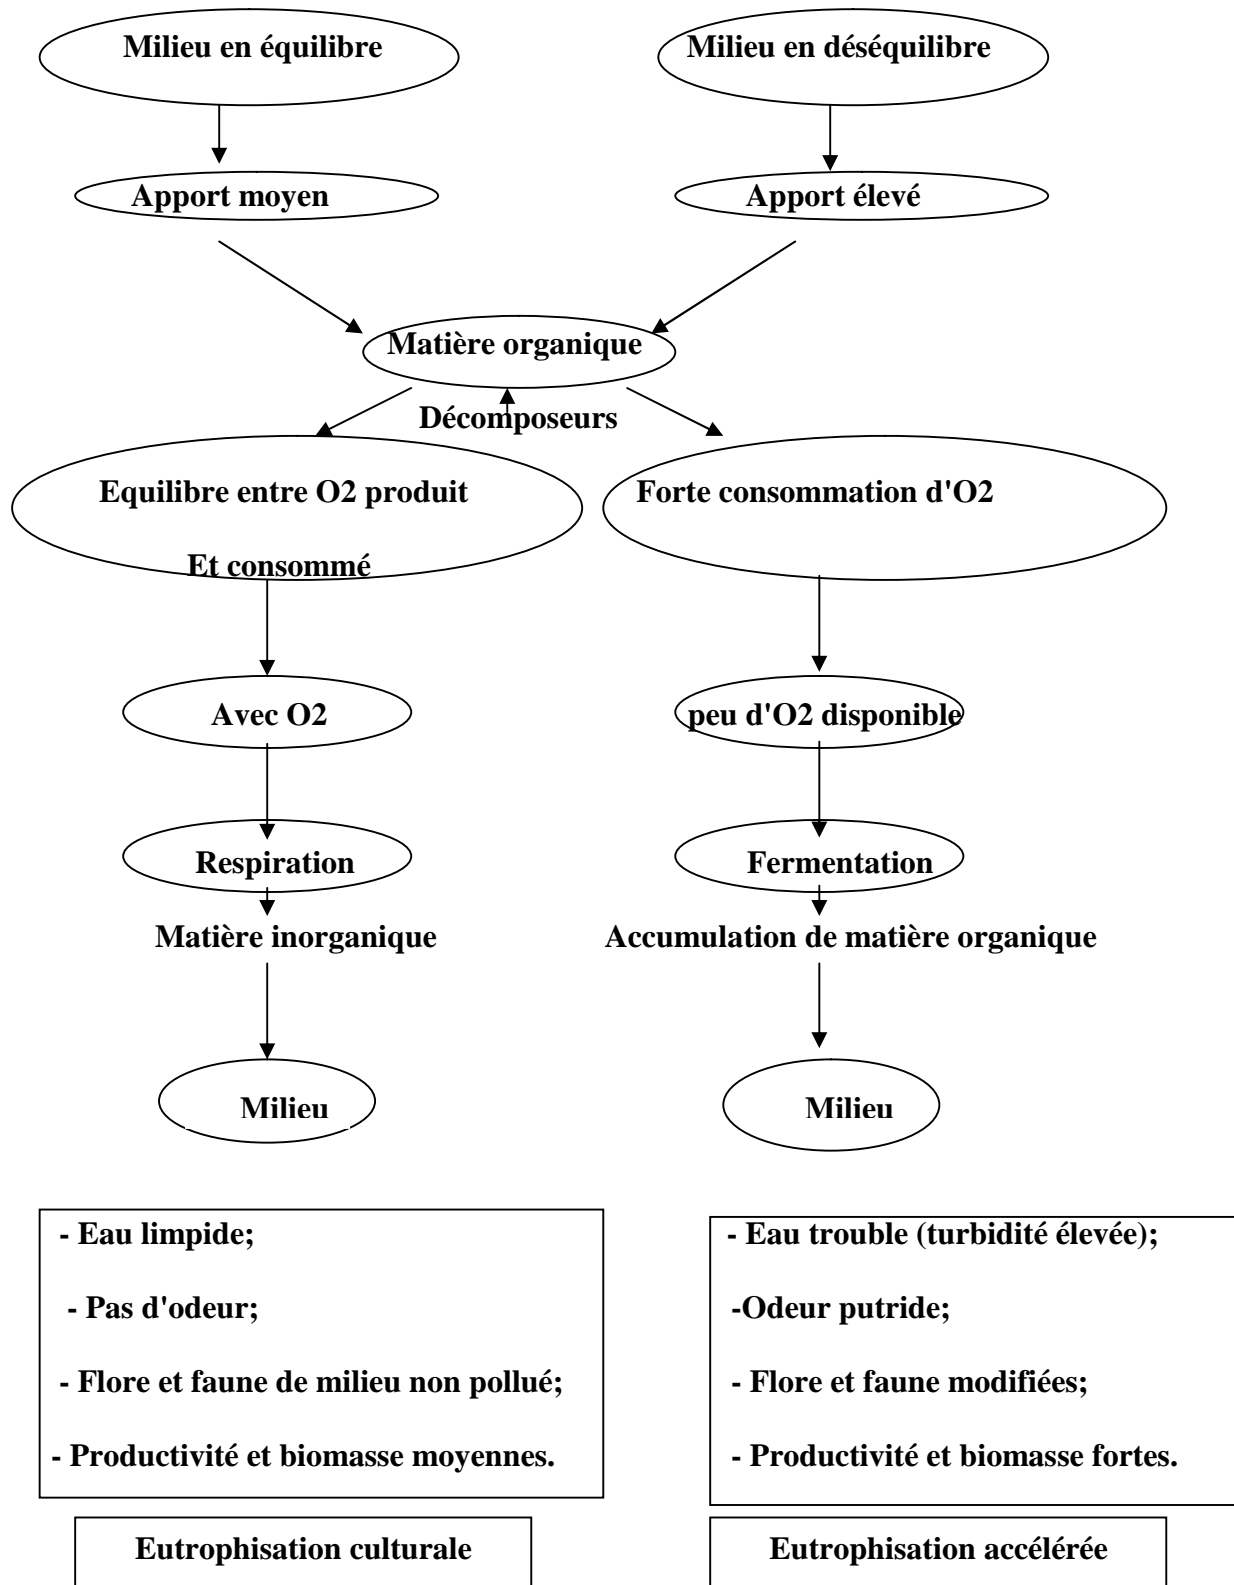 Milieu en équilibre
Milieu en déséquilibre
Apport moyen
Apport élevé
Matière organique
Décomposeurs
Equilibre entre O2 produit
Et consommé
Forte consommation d'O2
Avec O2
peu d'O2 disponible
Respiration
Fermentation
Matière inorganique
Accumulation de matière organique
Milieu
Milieu
- Eau limpide;
- Pas d'odeur;
- Flore et faune de milieu non pollué;
- Productivité et biomasse moyennes.
- Eau trouble (turbidité élevée);
-Odeur putride;
- Flore et faune modifiées;
- Productivité et biomasse fortes.
Eutrophisation culturale
Eutrophisation accélérée